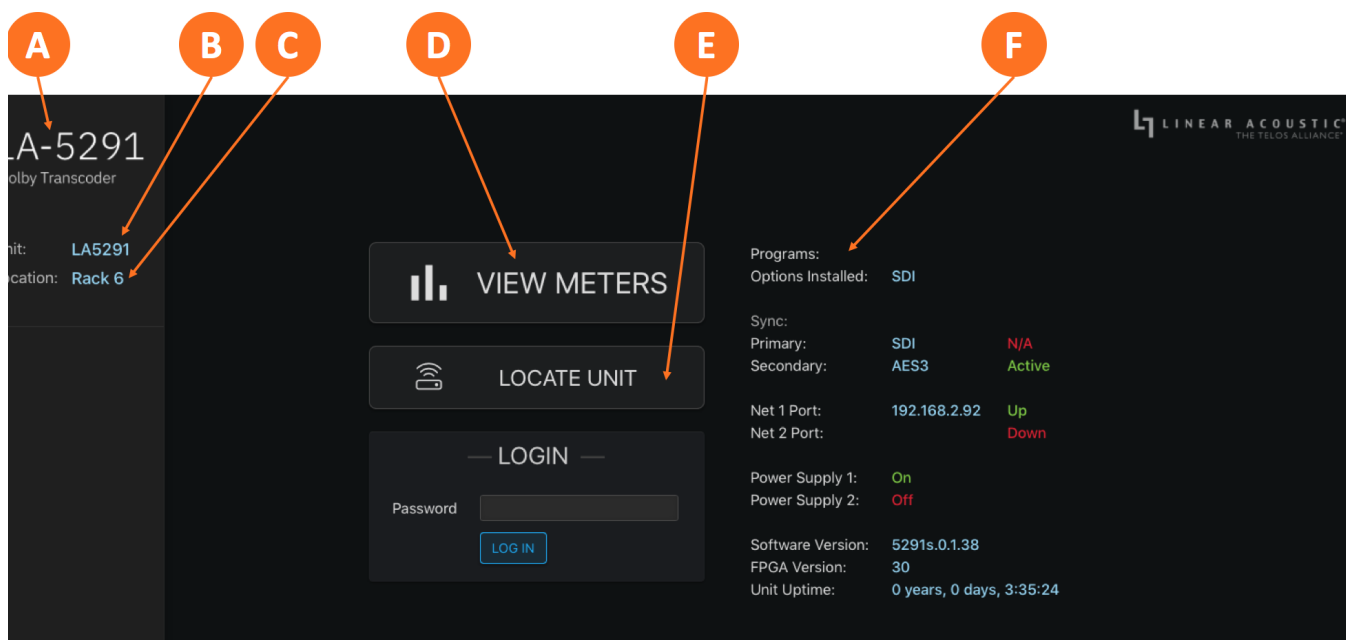 A B C D E F
.A-5291
olby Transcoder
nit: LA5291
ocation: Rack 6
LINEAR ACOUSTIC®
THE TELOS ALLIANCE™
VIEW METERS
LOCATE UNIT
— LOGIN —
Password
LOG IN
Programs:
Options Installed: SDI
Sync:
Primary: SDI N/A
Secondary: AES3 Active
Net 1 Port: 192.168.2.92 Up
Net 2 Port: Down
Power Supply 1: On
Power Supply 2: Off
Software Version: 5291s.0.1.38
FPGA Version: 30
Unit Uptime: 0 years, 0 days, 3:35:24